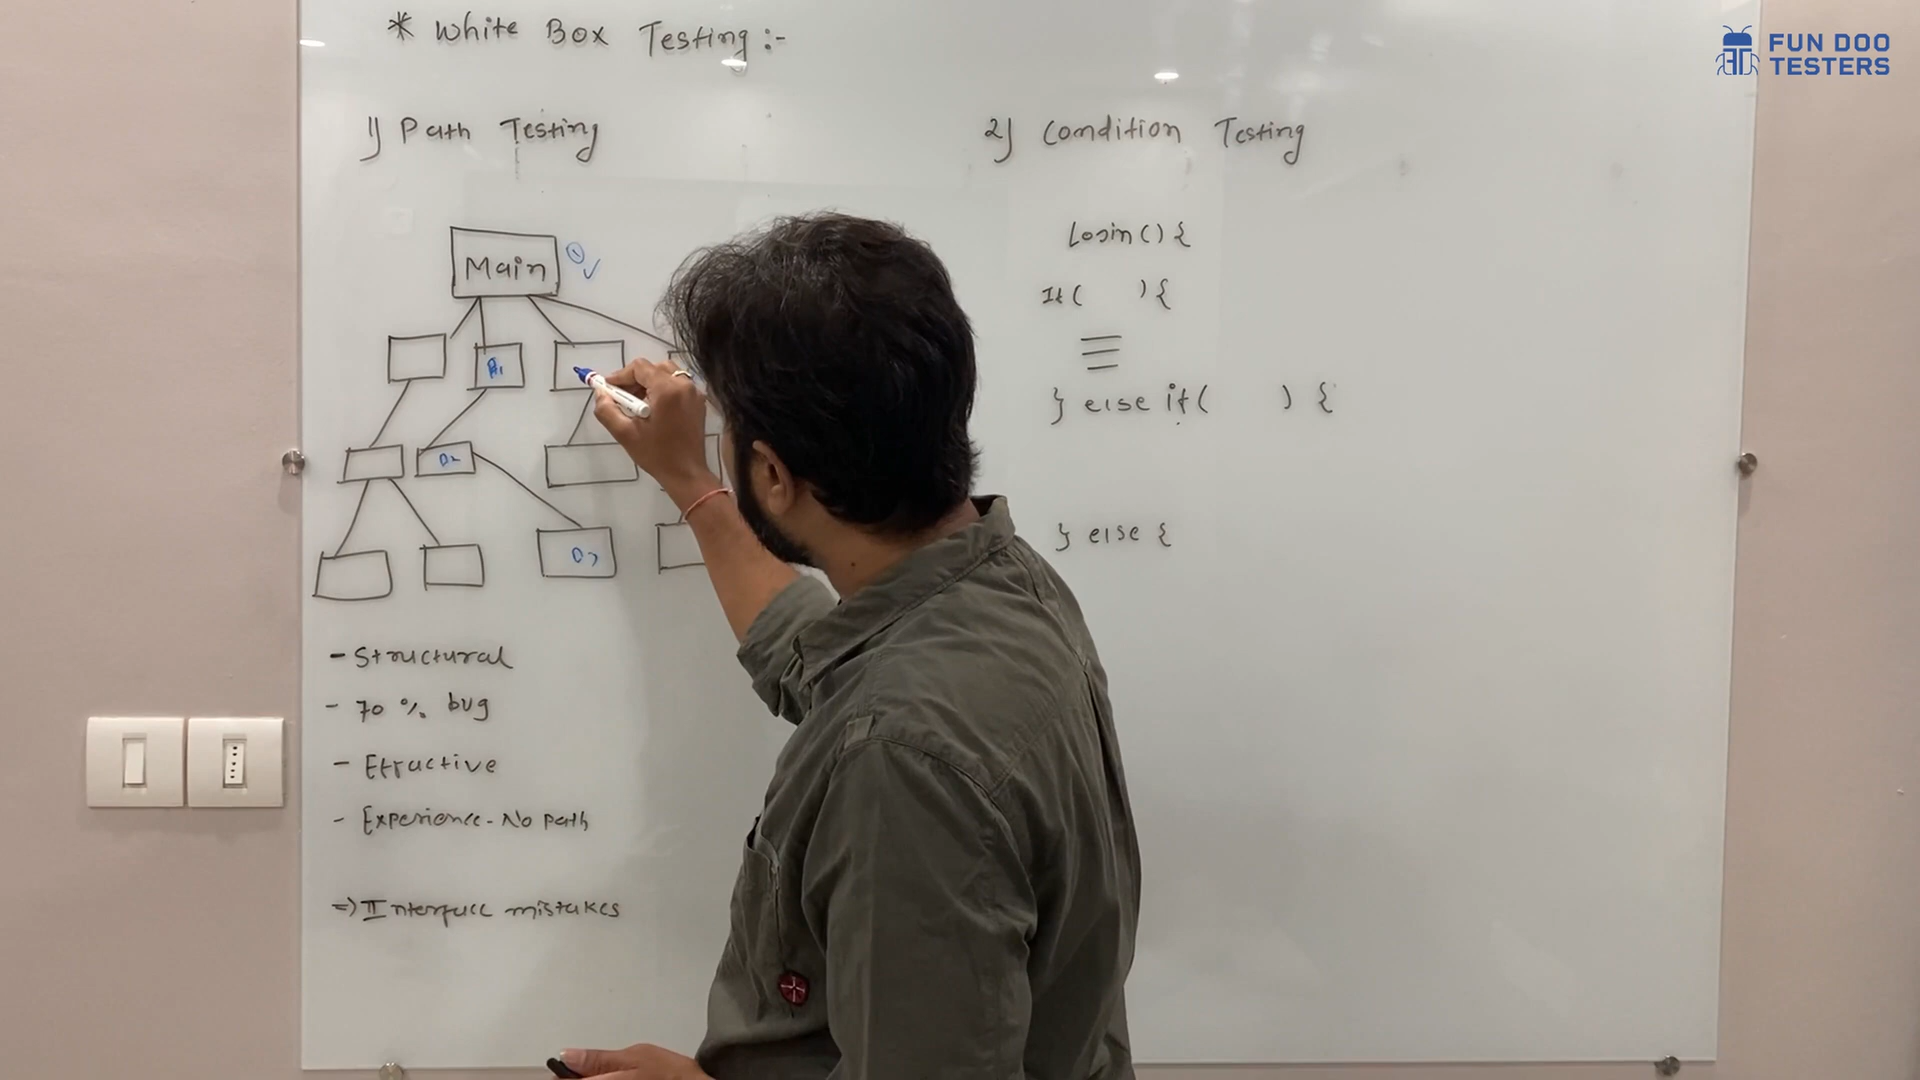 * White Box Testing :-
FUN DOO
TESTERS
1) Path Testing
Main
D2
- Structural
- 70 % bug
- Effective
- Experience - No path
=> Interface mistakes
2) Condition Testing
Login () {
If ( ) {
} else if ( ) {
} else {